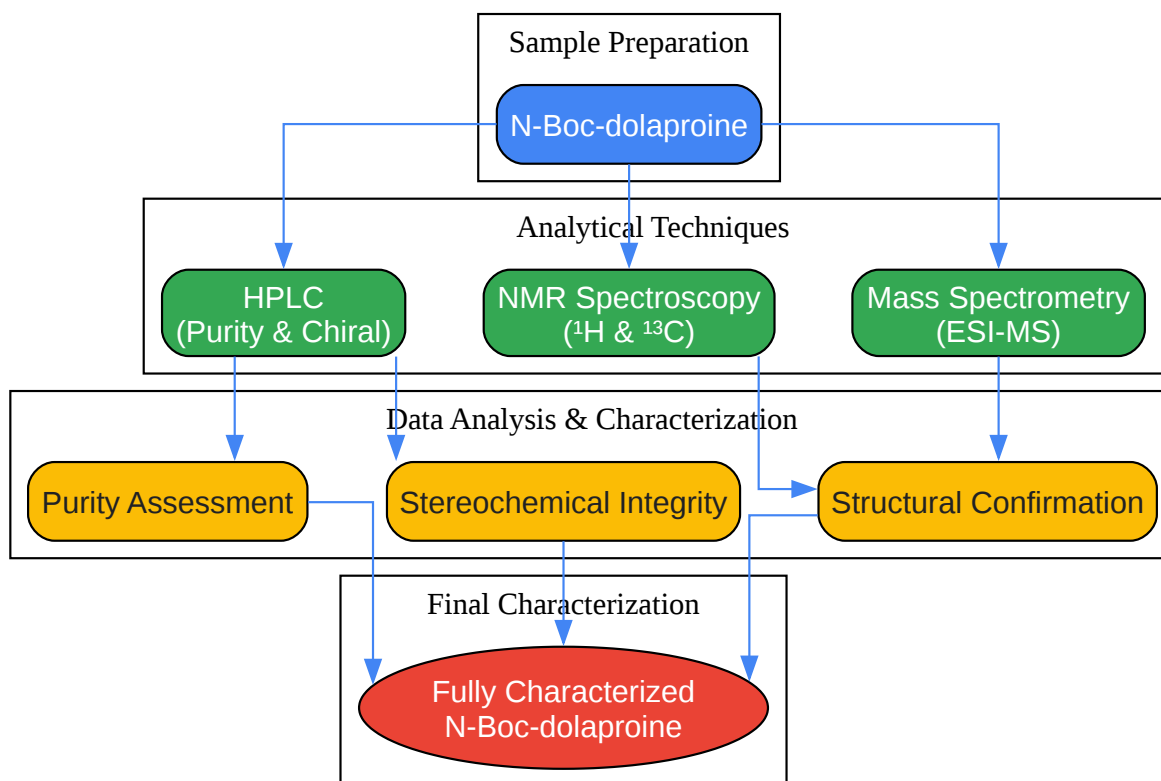 Sample Preparation
N-Boc-dolaproine
Analytical Techniques
HPLC
(Purity & Chiral)
NMR Spectroscopy
(¹H & ¹³C)
Mass Spectrometry
(ESI-MS)
Data Analysis & Characterization
Purity Assessment
Stereochemical Integrity
Structural Confirmation
Final Characterization
Fully Characterized
N-Boc-dolaproine